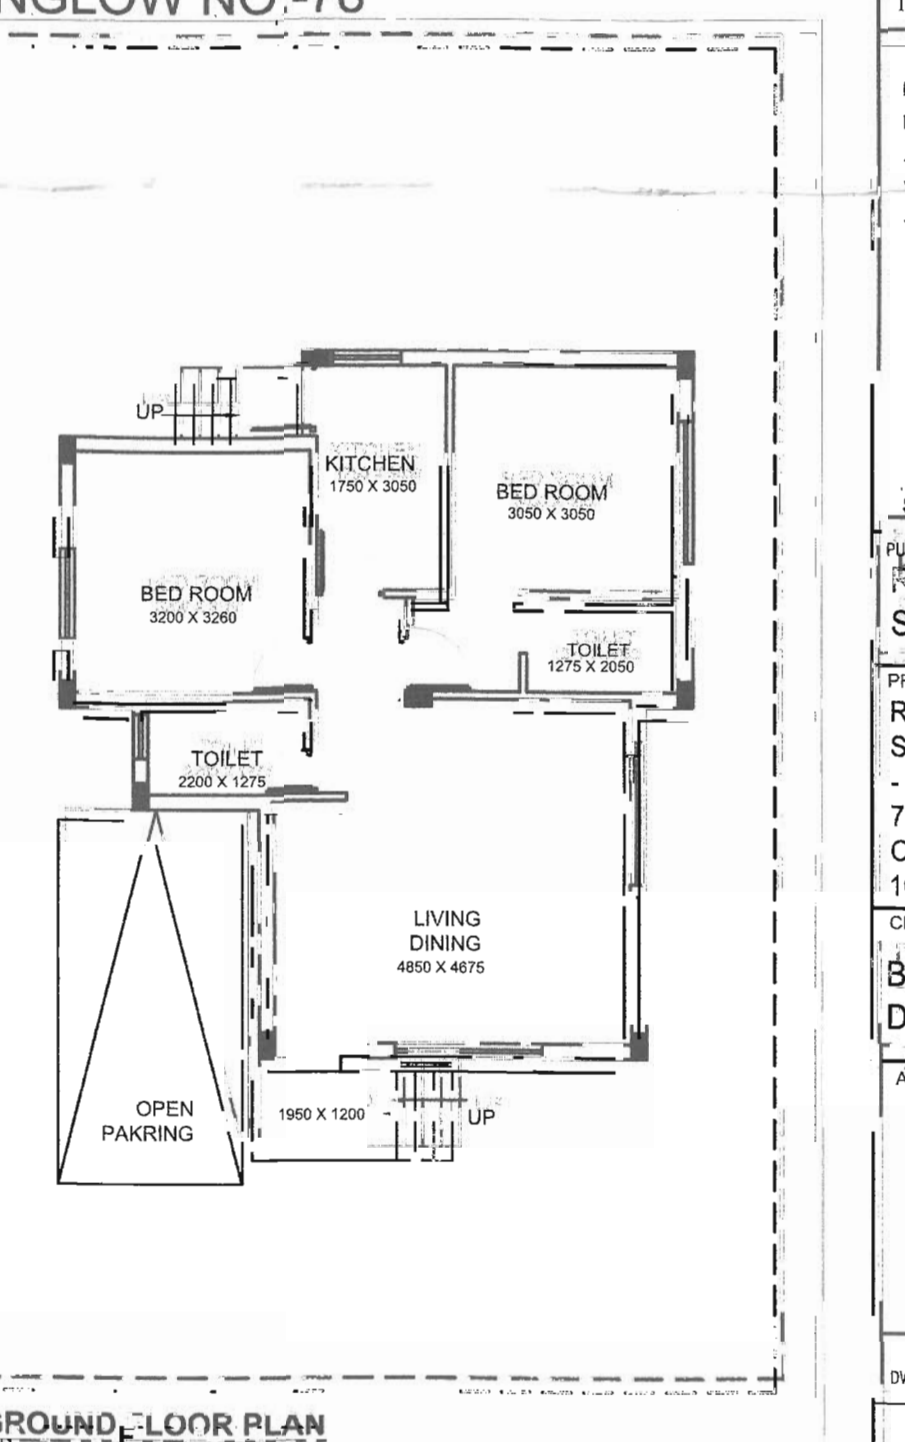 NGLOW NO.-76
UP
KITCHEN
1750 X 3050
BED ROOM
3050 X 3050
BED ROOM
3200 X 3260
TOILET
1275 X 2050
TOILET
2200 X 1275
LIVING
DINING
4850 X 4675
OPEN
PAKRING
1950 X 1200
UP
GROUND FLOOR PLAN